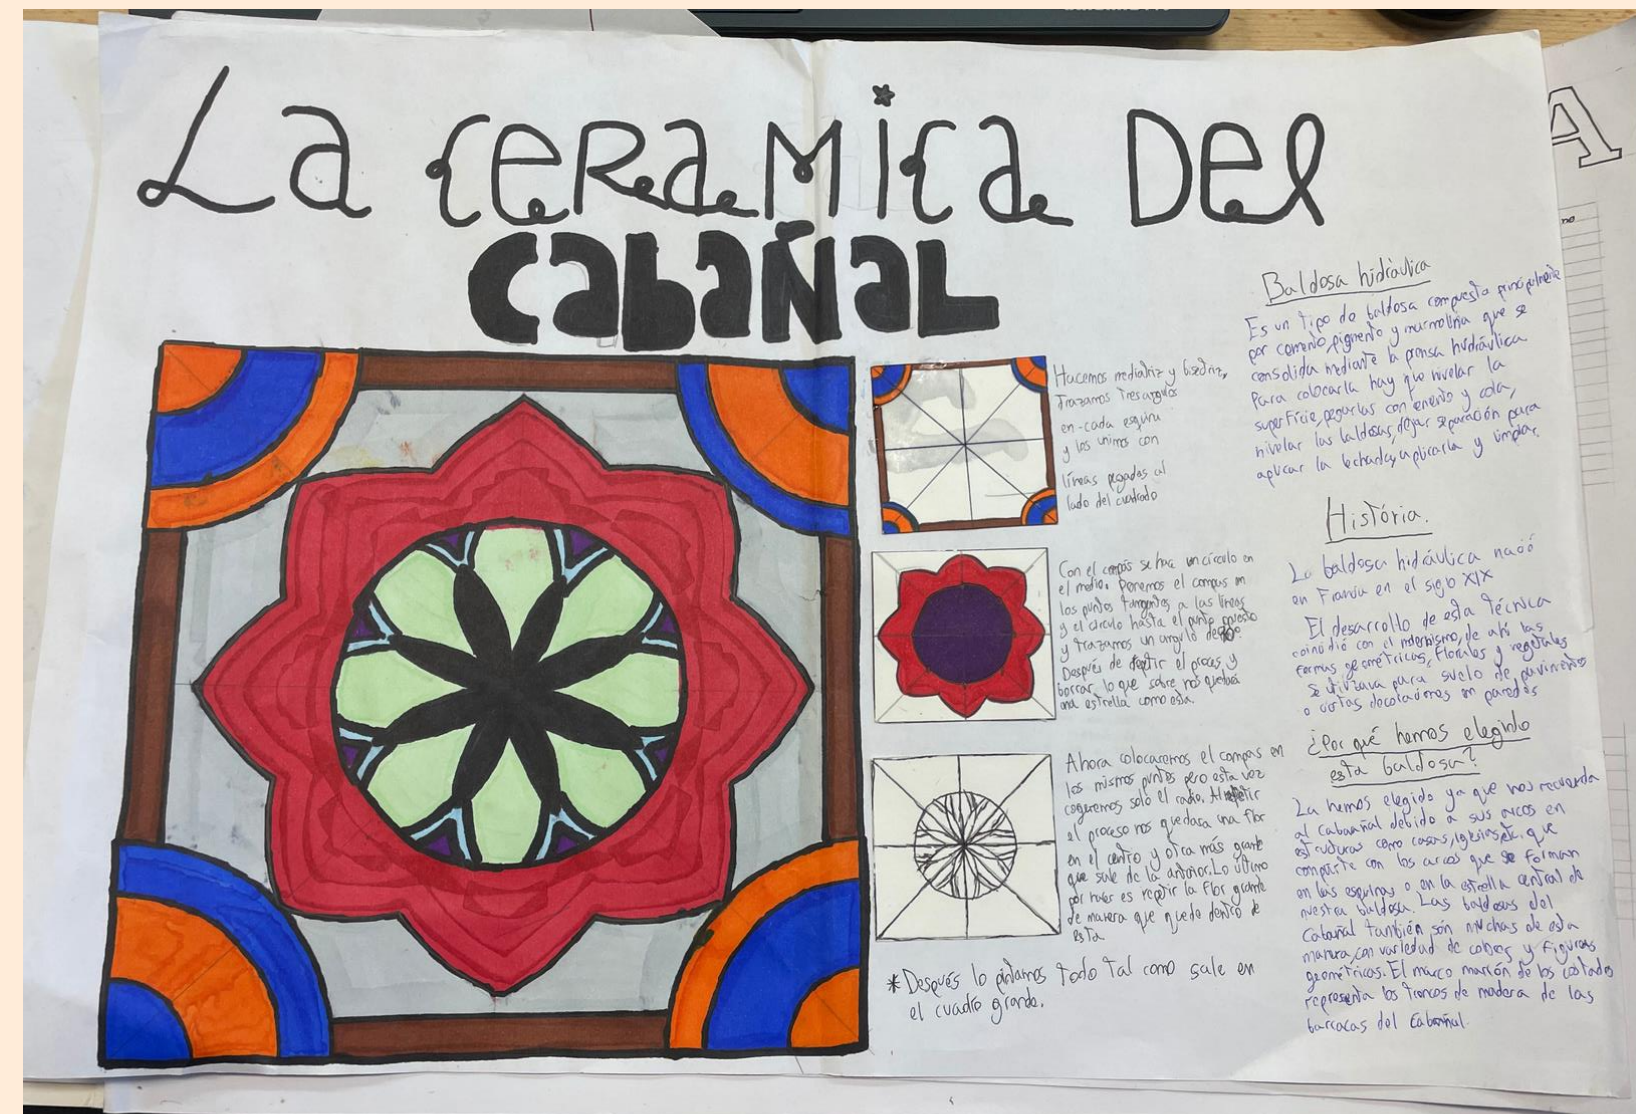 La Ceramica Del
CabaÑal
Hacemos mediatriz y bisectriz,
Trazamos Tres angulos
en cada esquina
y los unimos con
líneas pegadas al
lado del cuadrado
Con el compás se hace un círculo en
el medio. Ponemos el compas en
los puntos tangentes a las líneas
y el círculo hasta el punto opuesto
y trazamos un angulo de
Después de repetir el proces, y
borrar, lo que sobre nos quedará
una estrella como esta.
Ahora colocaremos el compas en
los mismos puntos pero esta vez
cogeremos solo el radio. Al repetir
el proceso nos quedara una flor
en el centro y otra más grande
que sale de la anterior. Lo último
por hacer es repetir la flor grande
de manera que quede dentro de
esta
* Después lo pintamos todo tal como sale en
el cuadro grande.
Baldosa hidráulica
Es un tipo de baldosa compuesta principalmente
por cemento, pigmento y marmolina que se
consolida mediante la prensa hidráulica
Para colocarla hay que nivelar la
superficie, pegarlas con cemento y cola,
nivelar las baldosas, dejar separación para
aplicar la lechada, aplicarla y limpiar.
História.
La baldosa hidráulica nació
en Francia en el siglo XIX
El desarrollo de esta técnica
coincidió con el modernismo, de ahí las
formas geométricas, florales y vegetales
Se utilizava para suelo de pavimentos
o ciertas decoraciones en paredes
¿Por qué hemos elegido
esta baldosa?
La hemos elegido ya que nos recuerda
al cabañal debido a sus arcos en
estructuras como casas, iglesias, etc. que
comparte con los arcos que se forman
en las esquinas o en la estrella central de
nuestra baldosa. Las baldosas del
Cabañal también són muchas de esta
manera, con variedad de colores y figuras
geométricas. El marco marrón de los costados
representa los troncos de madera de las
barracas del Cabañal.
A